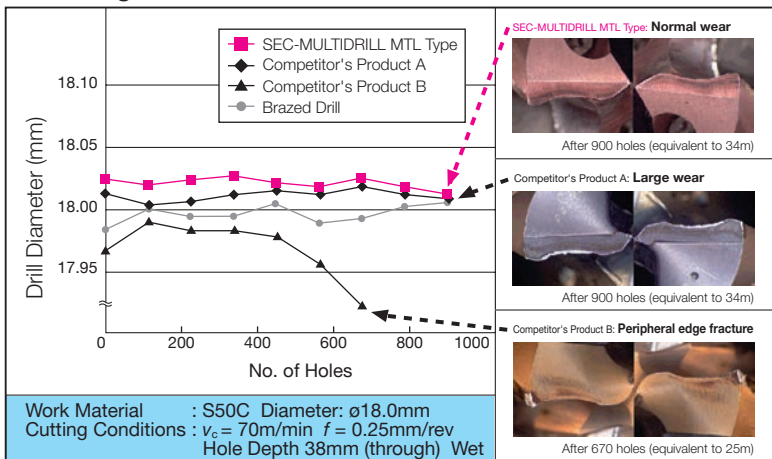 SEC-MULTIDRILL MTL Type
Competitor's Product A
Competitor's Product B
Brazed Drill
Drill Diameter (mm)
18.10
18.05
18.00
17.95
0
200
400
600
800
1000
No. of Holes
Work Material : S50C Diameter: ø18.0mm
Cutting Conditions : vc = 70m/min f = 0.25mm/rev
Hole Depth 38mm (through) Wet
SEC-MULTIDRILL MTL Type: Normal wear
After 900 holes (equivalent to 34m)
Competitor's Product A: Large wear
After 900 holes (equivalent to 34m)
Competitor's Product B: Peripheral edge fracture
After 670 holes (equivalent to 25m)